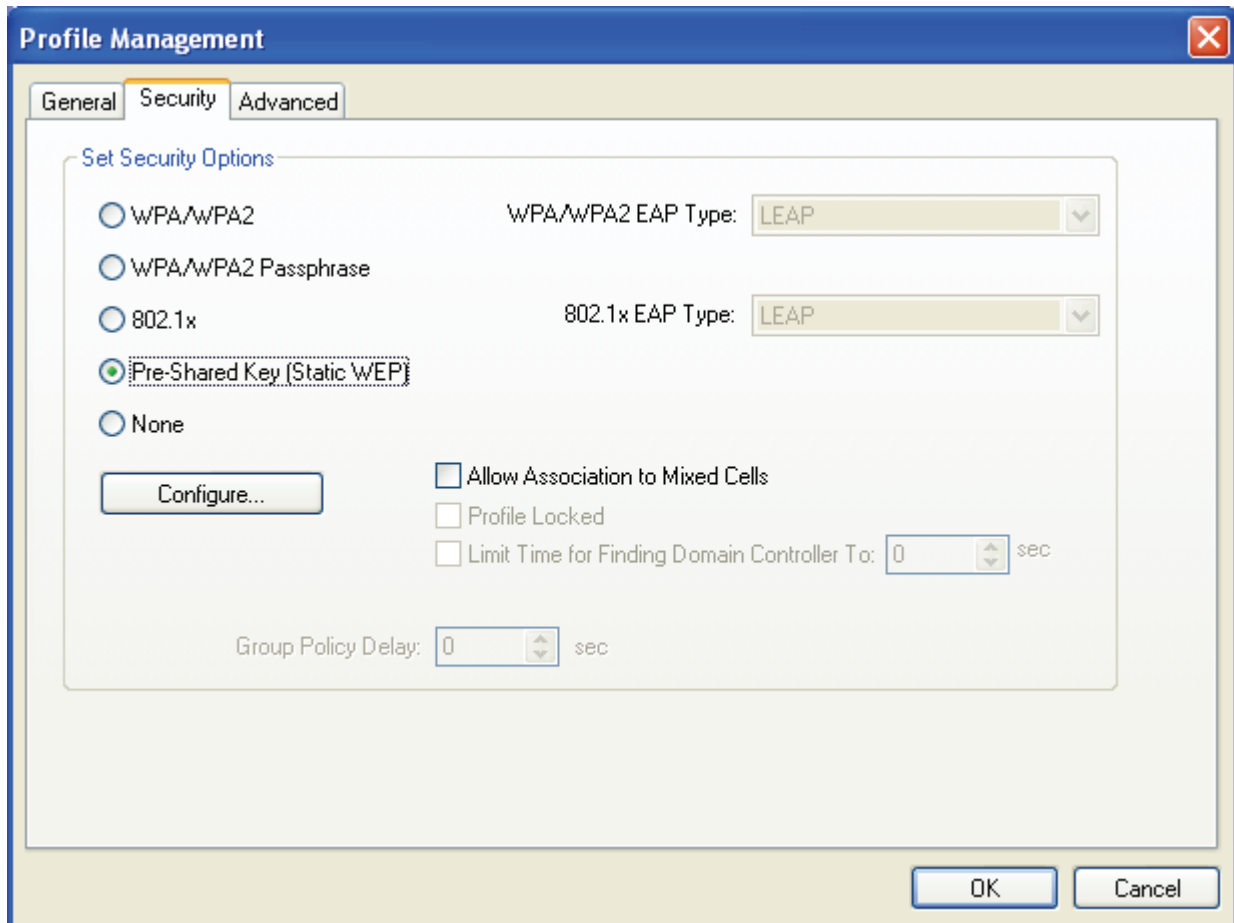 Profile Management
General Security Advanced
Set Security Options
WPA/WPA2 WPA/WPA2 EAP Type: LEAP
WPA/WPA2 Passphrase
802.1x 802.1x EAP Type: LEAP
Pre-Shared Key (Static WEP)
None
Configure... Allow Association to Mixed Cells
Profile Locked
Limit Time for Finding Domain Controller To: 0 sec
Group Policy Delay: 0 sec
OK Cancel